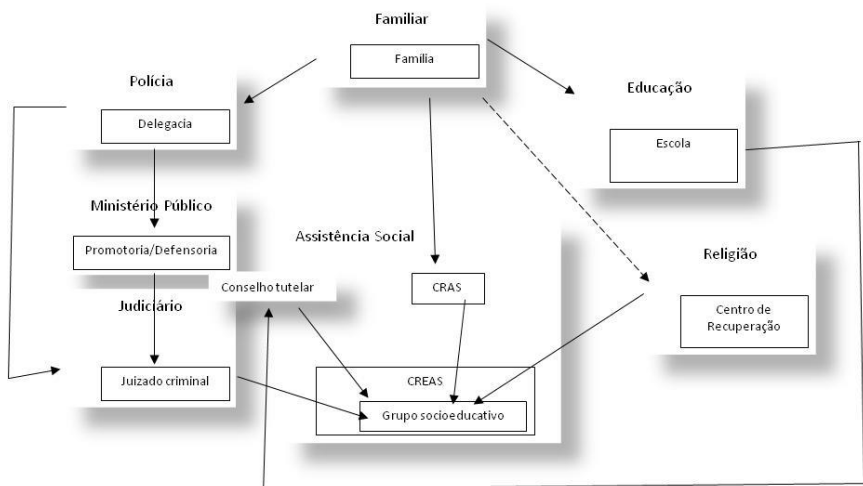 Familiar
Família
Polícia
Delegacia
Educação
Escola
Ministério Público
Promotoria/Defensoria
Assistência Social
Religião
Conselho tutelar
CRAS
Judiciário
Centro de
Recuperação
Juizado criminal
CREAS
Grupo socioeducativo